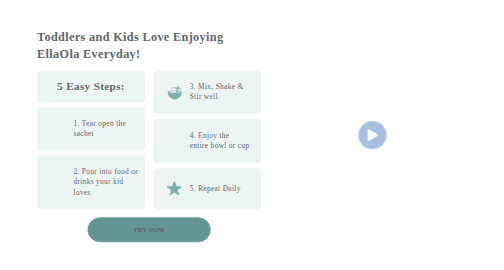 Toddlers and Kids Love Enjoying
EllaOla Everyday!
5 Easy Steps:
1. Tear open the
sachet
2. Pour into food or
drinks your kid
loves
3. Mix, Shake &
Stir well
4. Enjoy the
entire bowl or cup
5. Repeat Daily
TRY NOW